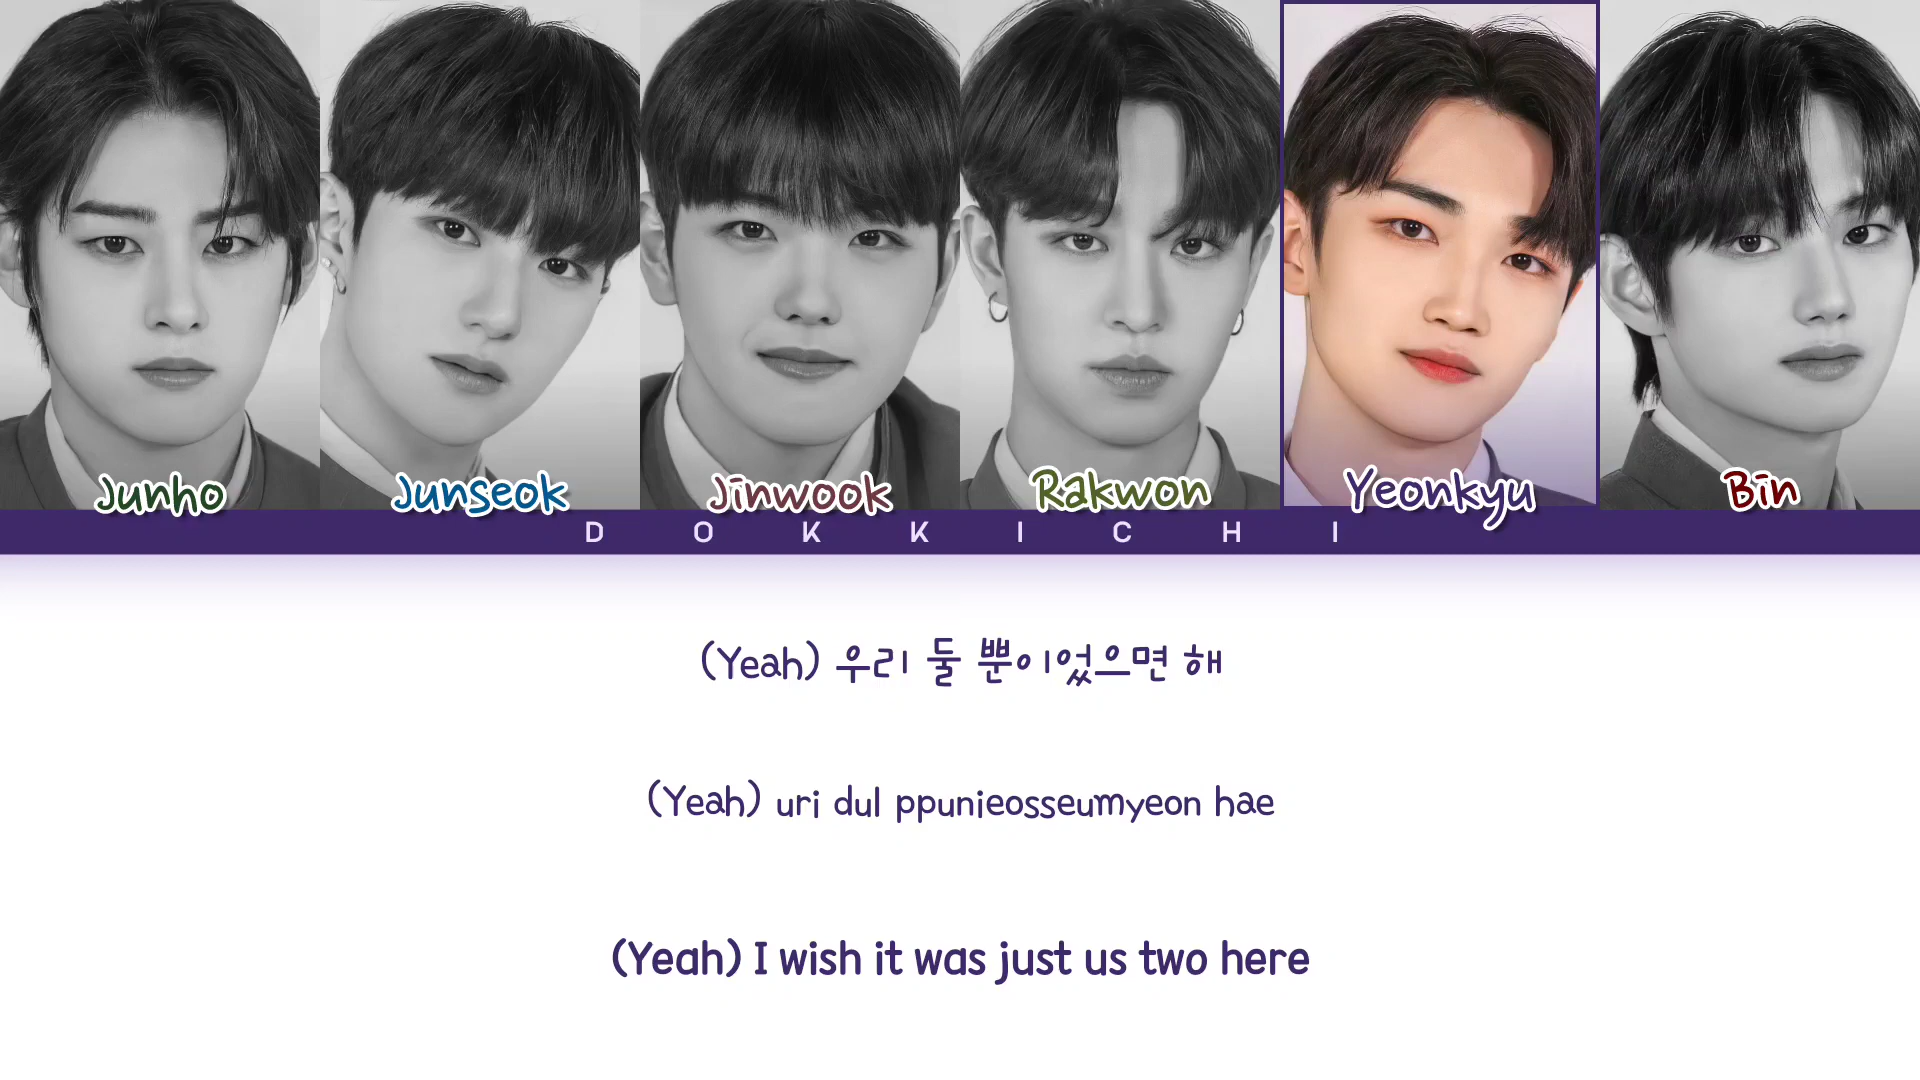 Junho Junseok Jinwook Rakwon Yeonkyu Bin
DOKKICHI
(Yeah) 우리 둘 뿐이었으면 해
(Yeah) uri dul ppunieosseumyeon hae
(Yeah) I wish it was just us two here